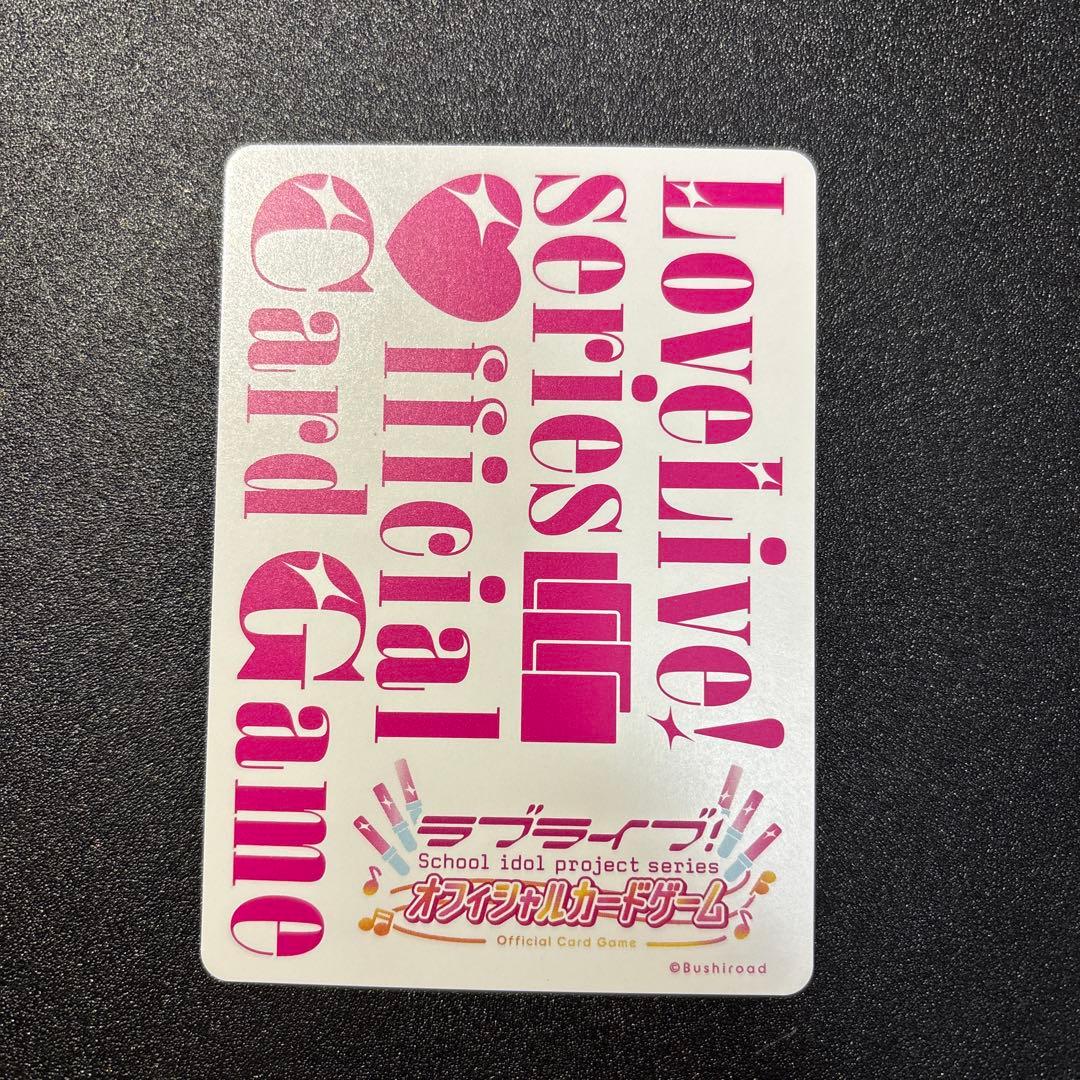 LoveLive!
series
♥fficial
Card Game
ラブライブ!
School idol project series
オフィシャルカードゲーム
Official Card Game
©Bushiroad